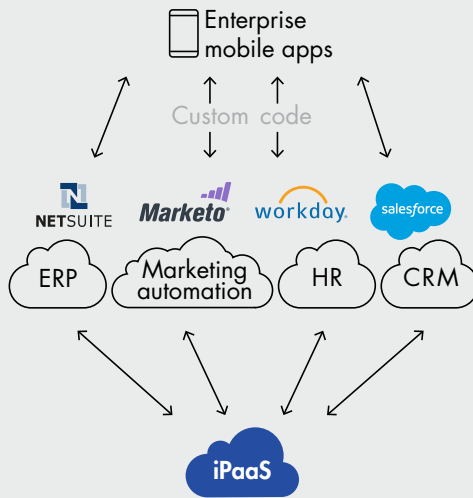 Enterprise
mobile apps
Custom code
NETSUITE
Marketo®
workday®
salesforce
ERP
Marketing
automation
HR
CRM
iPaaS